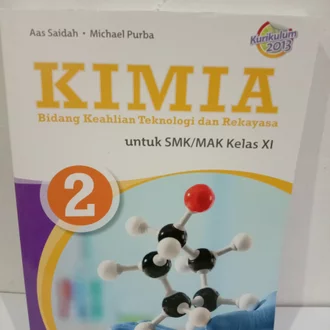 Aas Saidah • Michael Purba
Kurikulum
2013
KIMIA
Bidang Keahlian Teknologi dan Rekayasa
untuk SMK/MAK Kelas XI
2